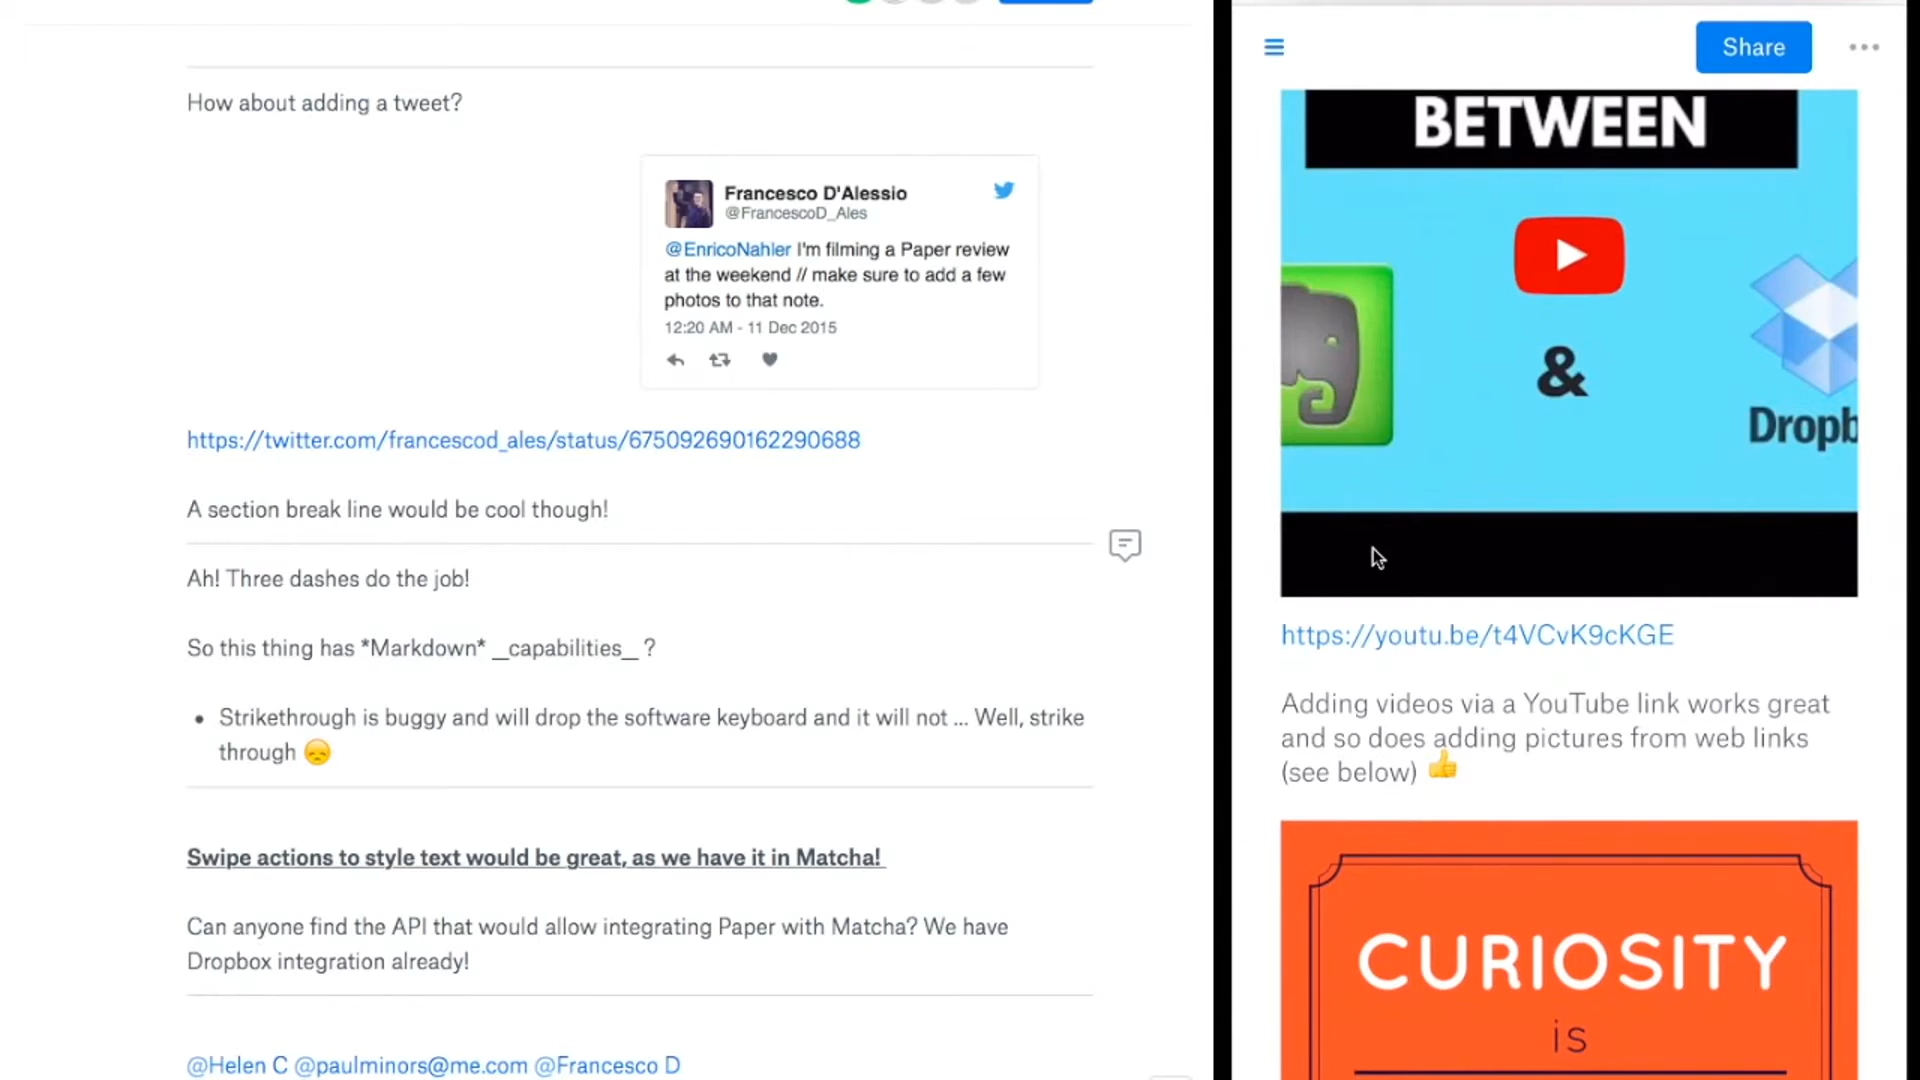 How about adding a tweet?
Francesco D'Alessio
@FrancescoD_Ales
@EnricoNahler I'm filming a Paper review
at the weekend // make sure to add a few
photos to that note.
12:20 AM - 11 Dec 2015
https://twitter.com/francescod_ales/status/675092690162290688
A section break line would be cool though!
Ah! Three dashes do the job!
So this thing has *Markdown* __capabilities__ ?
Strikethrough is buggy and will drop the software keyboard and it will not ... Well, strike
through 😞
Swipe actions to style text would be great, as we have it in Matcha!
Can anyone find the API that would allow integrating Paper with Matcha? We have
Dropbox integration already!
@Helen C @paulminors@me.com @Francesco D
Share
BETWEEN
&
Dropb
https://youtu.be/t4VCvK9cKGE
Adding videos via a YouTube link works great
and so does adding pictures from web links
(see below) 👍
CURIOSITY
is